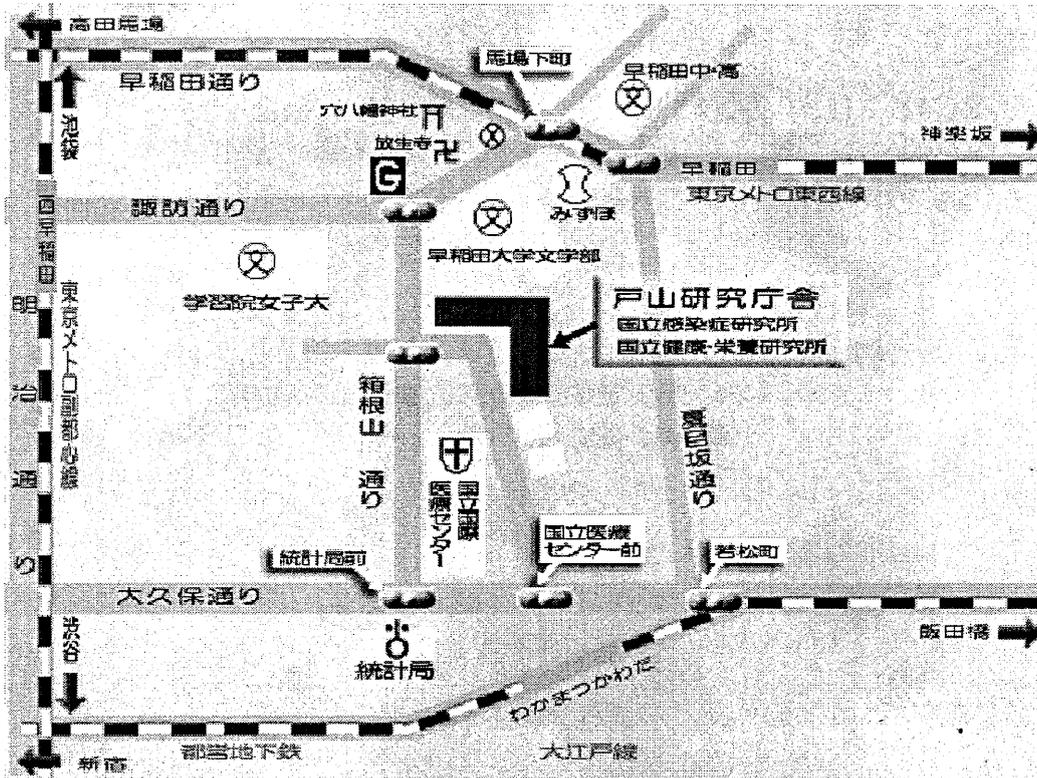 高田馬場
早稲田通り
池袋
馬場下町
早稲田中・高
穴八幡神社
放生寺
G
神楽坂
早稲田
東京メトロ東西線
みずほ
諏訪通り
西早稲田
早稲田大学文学部
学習院女子大
明治通り
東京メトロ副都心線
戸山研究庁舎
国立感染症研究所
国立健康・栄養研究所
箱根山通り
夏目坂通り
国立国際
医療センター
国立医療
センター前
統計局前
若松町
大久保通り
飯田橋
渋谷
統計局
わかまつかわだ
都営地下鉄
大江戸線
新宿